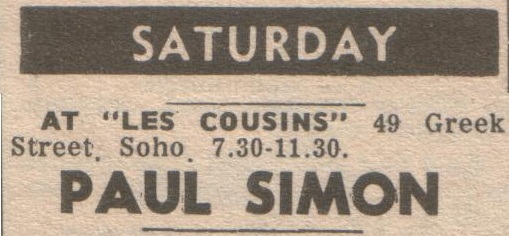 SATURDAY
AT "LES COUSINS" 49 Greek
Street, Soho, 7.30-11.30.
PAUL SIMON